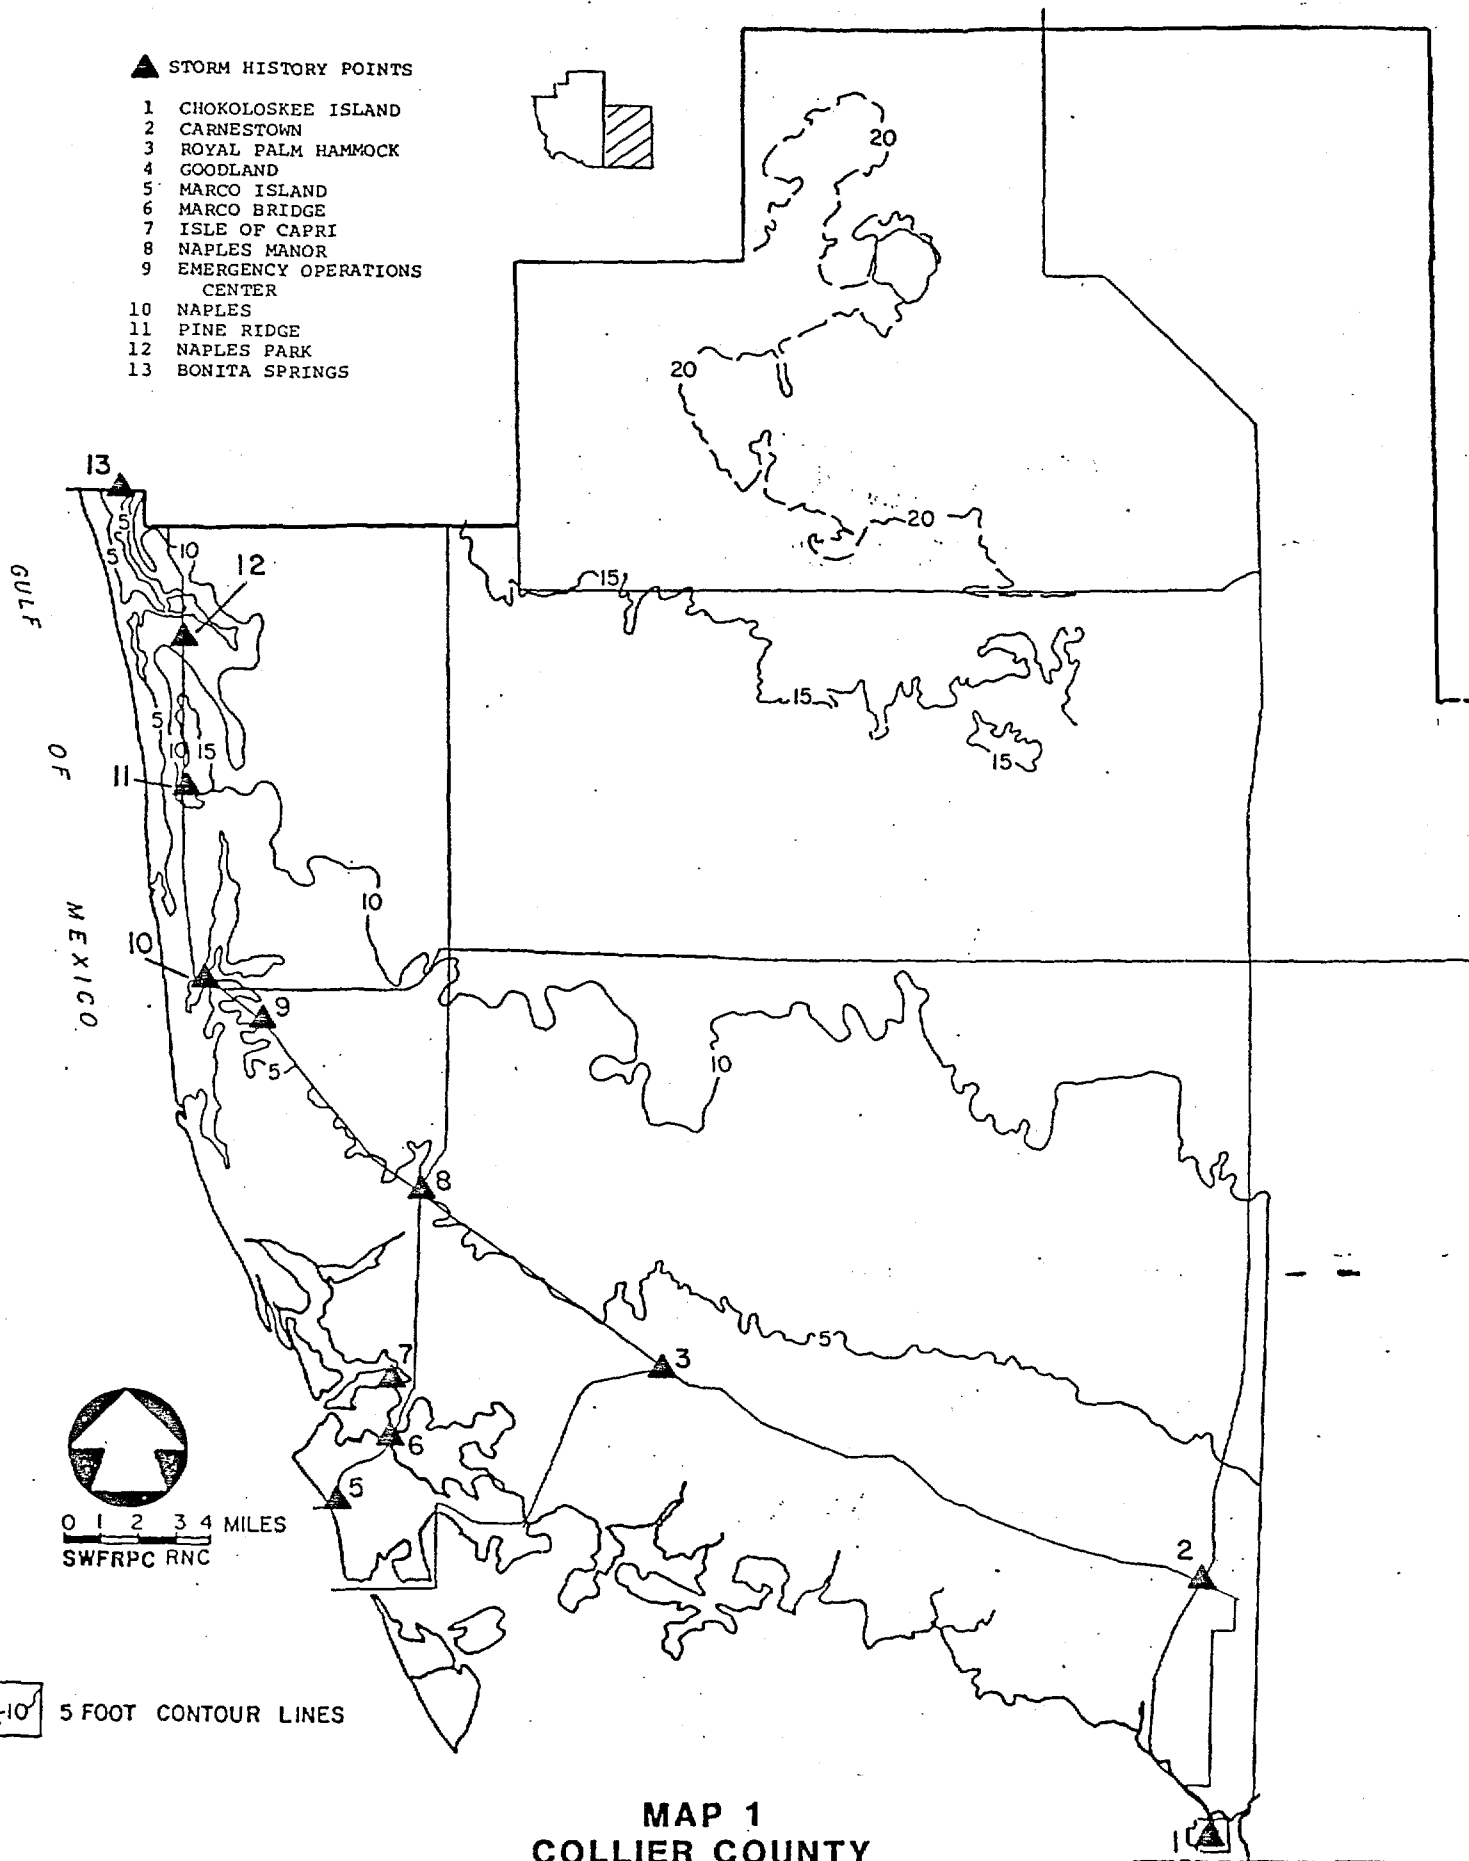 STORM HISTORY POINTS
1 CHOKOLOSKEE ISLAND
2 CARNESTOWN
3 ROYAL PALM HAMMOCK
4 GOODLAND
5 MARCO ISLAND
6 MARCO BRIDGE
7 ISLE OF CAPRI
8 NAPLES MANOR
9 EMERGENCY OPERATIONS
CENTER
10 NAPLES
11 PINE RIDGE
12 NAPLES PARK
13 BONITA SPRINGS
20
20
20
13
5
5
10
12
15
GULF
OF
MEXICO
15
15
5
10
15
11
10
10
9
5
10
8
5
7
3
6
5
2
1
0 1 2 3 4 MILES
SWFRPC RNC
10
5 FOOT CONTOUR LINES
MAP 1
COLLIER COUNTY